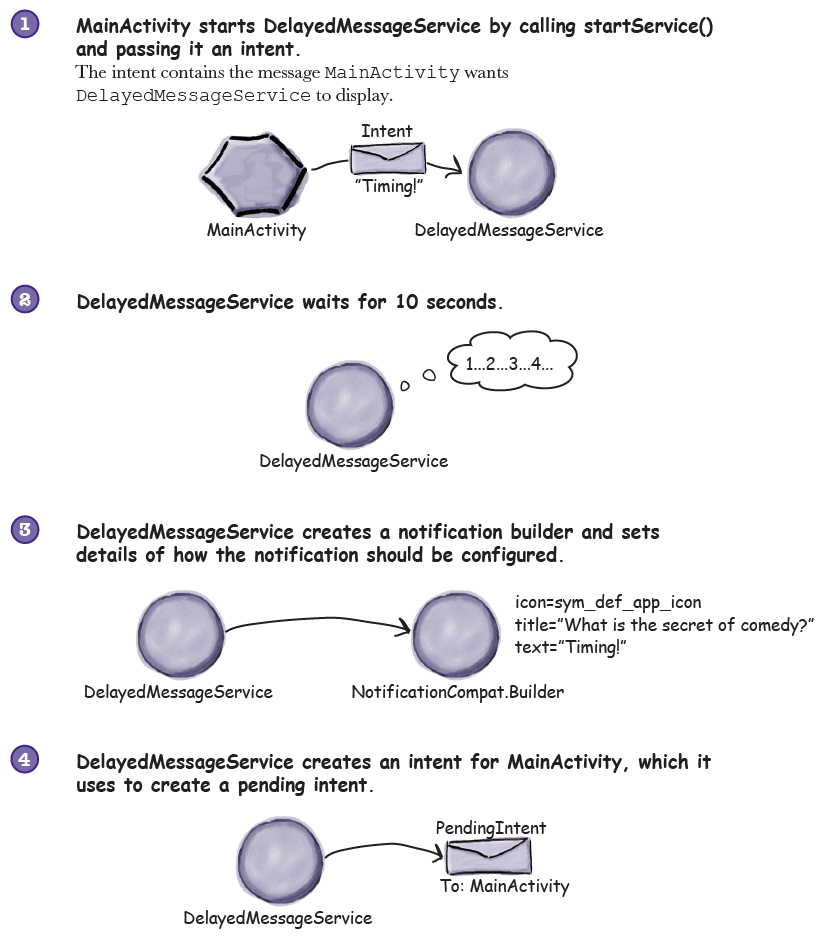 1
MainActivity starts DelayedMessageService by calling startService()
and passing it an intent.
The intent contains the message MainActivity wants
DelayedMessageService to display.
Intent
"Timing!"
MainActivity
DelayedMessageService
2
DelayedMessageService waits for 10 seconds.
1...2...3...4...
DelayedMessageService
3
DelayedMessageService creates a notification builder and sets
details of how the notification should be configured.
icon=sym_def_app_icon
title="What is the secret of comedy?"
text="Timing!"
DelayedMessageService
NotificationCompat.Builder
4
DelayedMessageService creates an intent for MainActivity, which it
uses to create a pending intent.
PendingIntent
To: MainActivity
DelayedMessageService